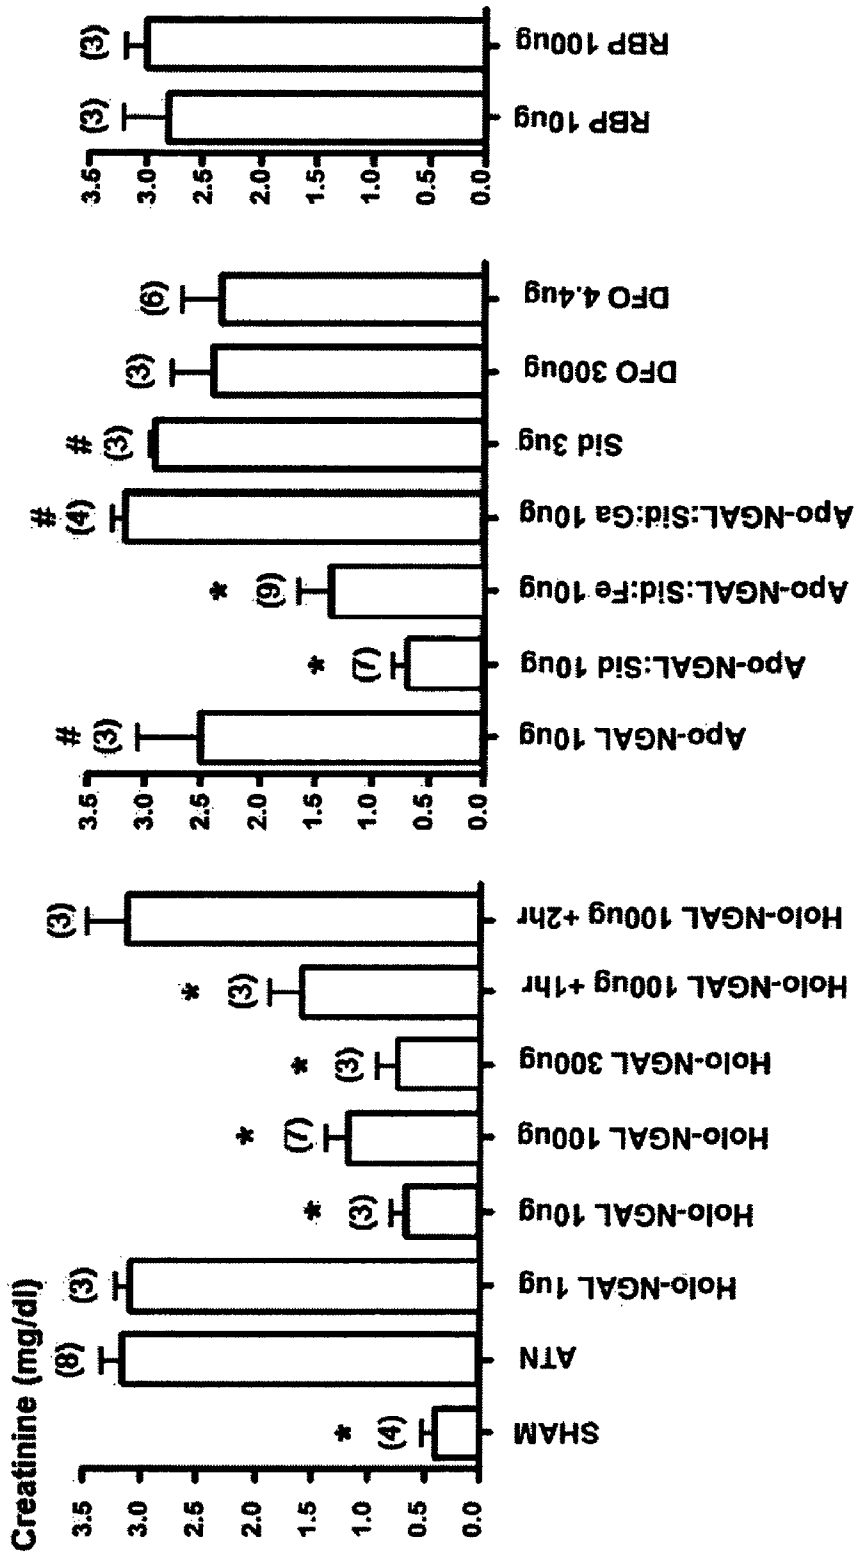 Creatinine (mg/dl)
3.5
3.0
2.5
2.0
1.5
1.0
0.5
0.0
*
(4)
(8)
(3)
*
(3)
*
(7)
*
(3)
*
(3)
(3)
SHAM
ATN
Holo-NGAL 1ug
Holo-NGAL 10ug
Holo-NGAL 100ug
Holo-NGAL 300ug
Holo-NGAL 100ug + 1hr
Holo-NGAL 100ug +2hr
3.5
3.0
2.5
2.0
1.5
1.0
0.5
0.0
#
(3)
*
(7)
*
(9)
#
(4)
#
(3)
(3)
(6)
Apo-NGAL 10ug
Apo-NGAL:Sid 10ug
Apo-NGAL:Sid:Fe 10ug
Apo-NGAL:Sid:Ga 10ug
Sid 3ug
DFO 300ug
DFO 4.4ug
3.5
3.0
2.5
2.0
1.5
1.0
0.5
0.0
(3)
(3)
RBP 10ug
RBP 100ug